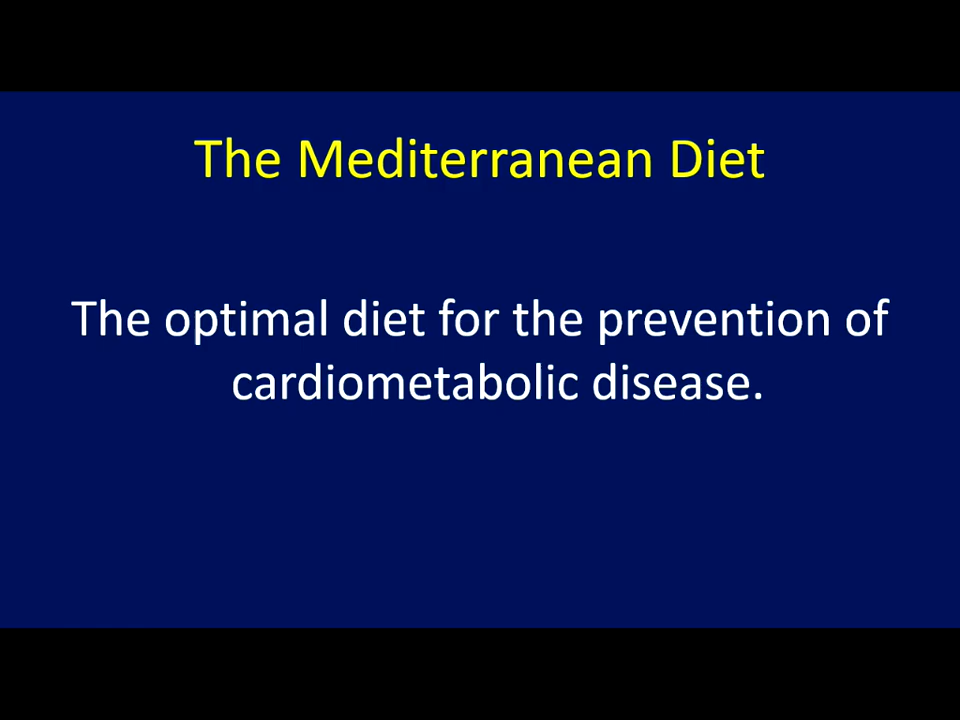 The Mediterranean Diet
The optimal diet for the prevention of
cardiometabolic disease.